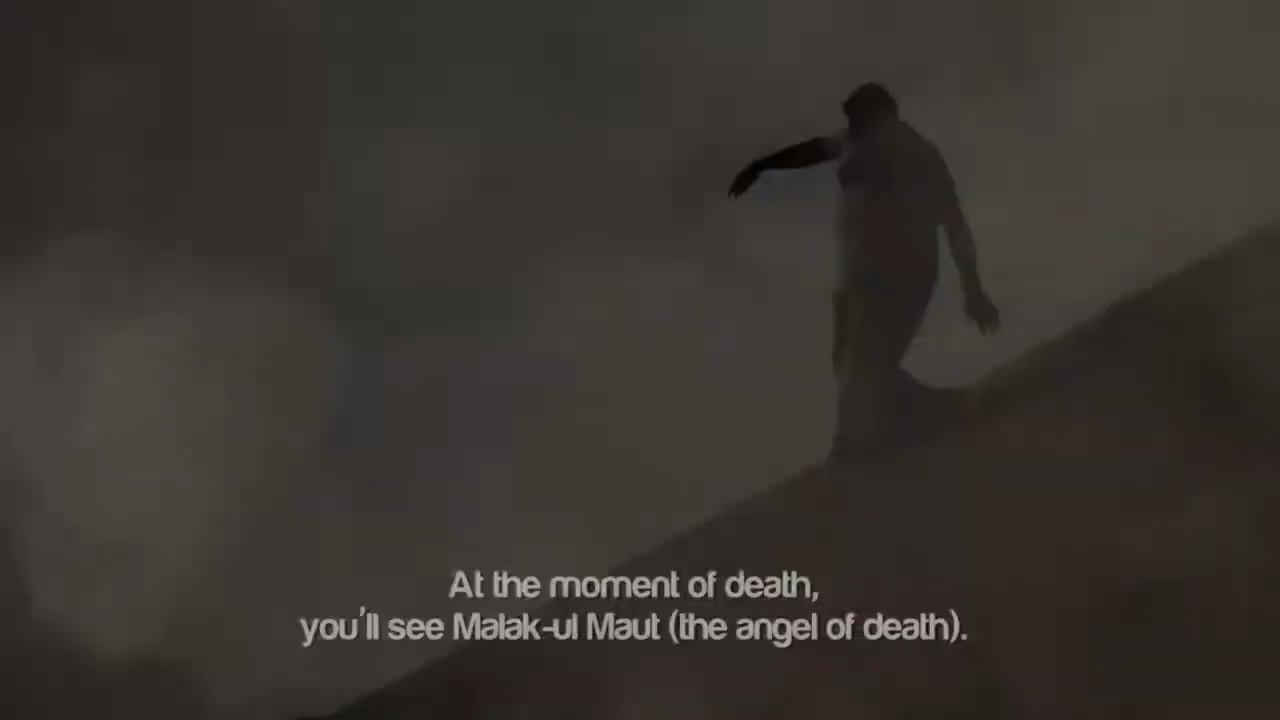 At the moment of death,
you'll see Malak-ul Maut (the angel of death).